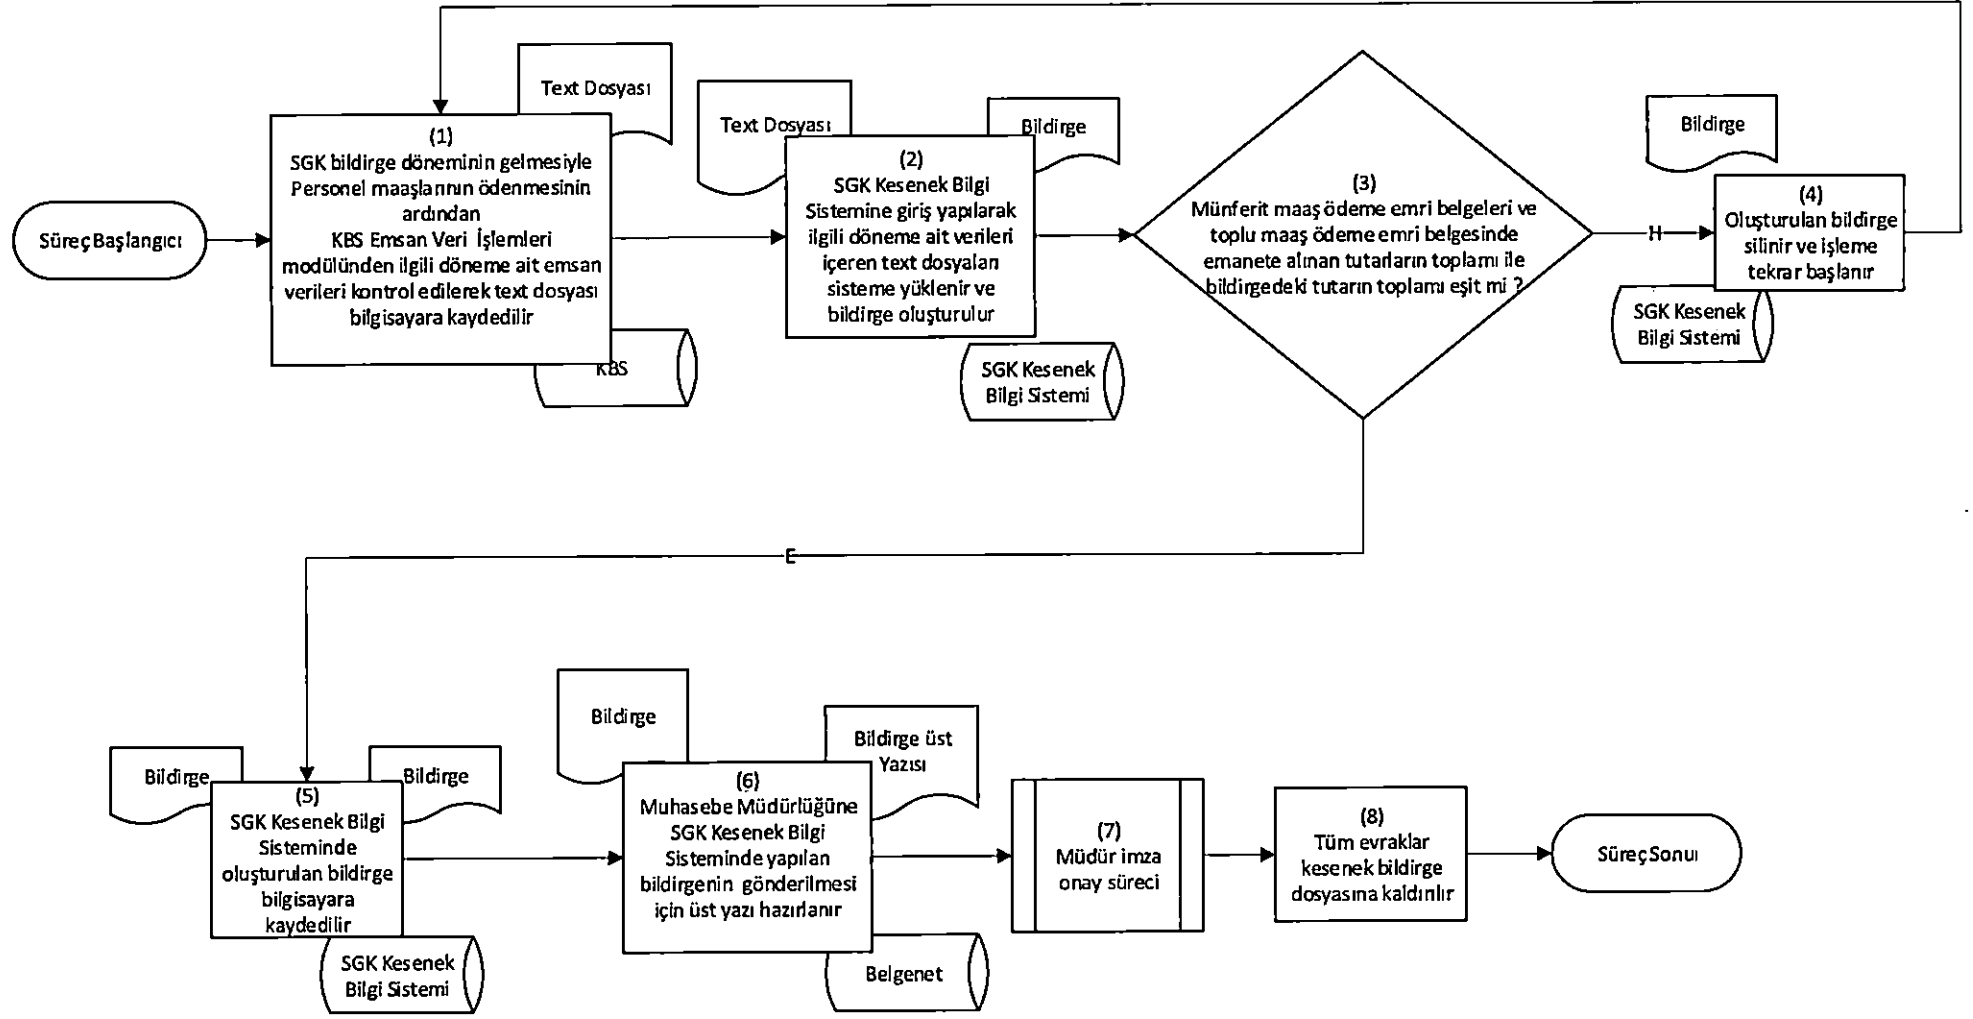 Süreç Başlangıcı
Text Dosyası
(1)
SGK bildirge döneminin gelmesiyle
Personel maaşlarının ödenmesinin
ardından
KBS Emsan Veri İşlemleri
modülünden ilgili döneme ait emsan
verileri kontrol edilerek text dosyası
bilgisayara kaydedilir
KBS
Text Dosyası
Bildirge
(2)
SGK Kesenek Bilgi
Sistemine giriş yapılarak
ilgili döneme ait verileri
içeren text dosyaları
sisteme yüklenir ve
bildirge oluşturulur
SGK Kesenek
Bilgi Sistemi
(3)
Münferit maaş ödeme emri belgeleri ve
toplu maaş ödeme emri belgesinde
emanete alınan tutarların toplamı ile
bildirgedeki tutarın toplamı eşit mi ?
H
Bildirge
(4)
Oluşturulan bildirge
silinir ve işleme
tekrar başlanır
SGK Kesenek
Bilgi Sistemi
E
Bildirge
Bildirge
(5)
SGK Kesenek Bilgi
Sisteminde
oluşturulan bildirge
bilgisayara
kaydedilir
SGK Kesenek
Bilgi Sistemi
Bildirge
Bildirge üst
Yazısı
(6)
Muhasebe Müdürlüğüne
SGK Kesenek Bilgi
Sisteminde yapılan
bildirgenin gönderilmesi
için üst yazı hazırlanır
Belgenet
(7)
Müdür imza
onay süreci
(8)
Tüm evraklar
kesenek bildirge
dosyasına kaldırılır
Süreç Sonu